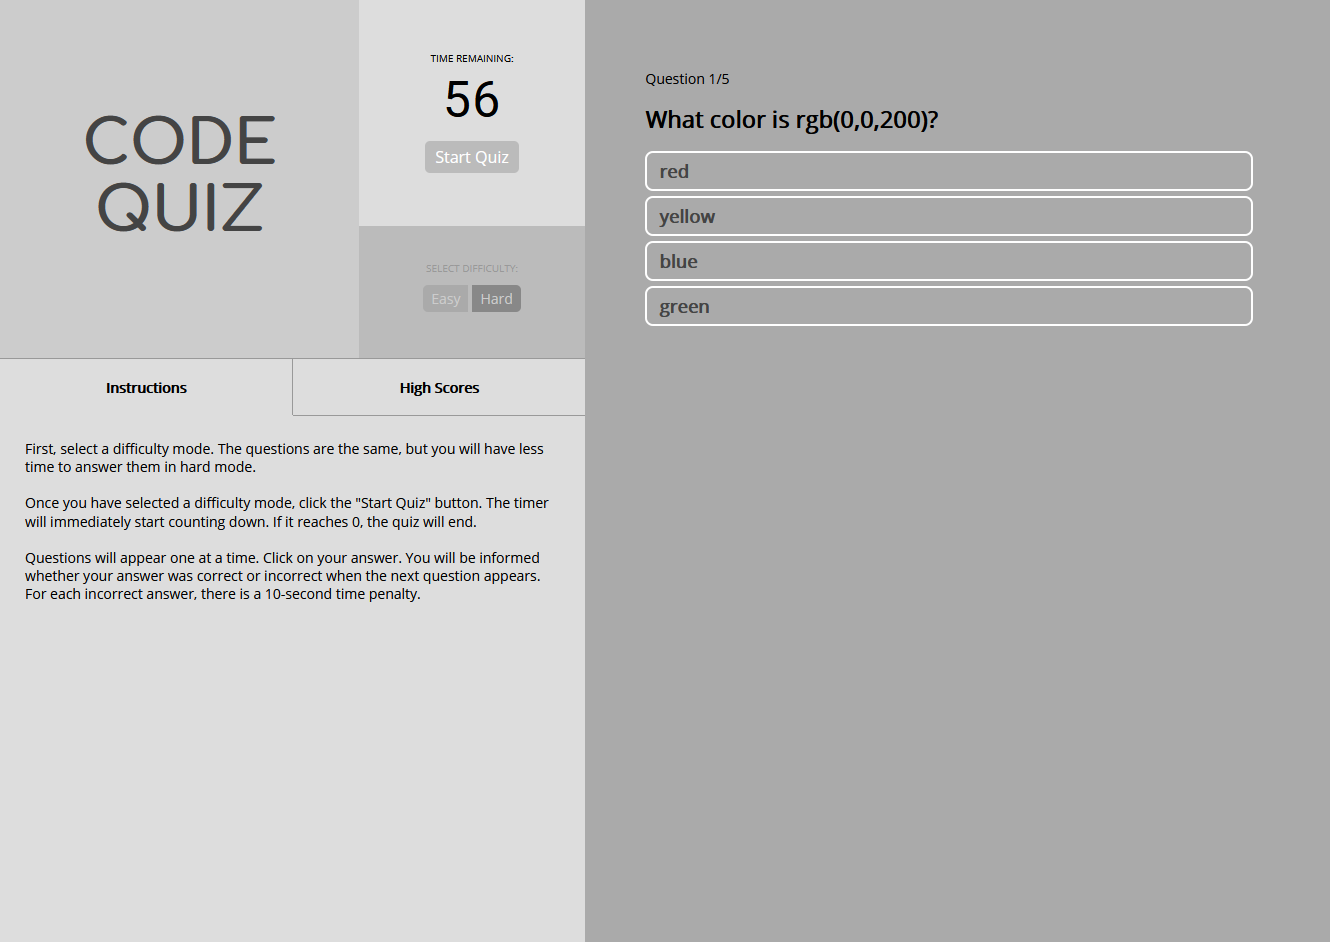 CODE
QUIZ
TIME REMAINING:
56
Start Quiz
SELECT DIFFICULTY:
Easy Hard
Instructions High Scores
First, select a difficulty mode. The questions are the same, but you will have less
time to answer them in hard mode.
Once you have selected a difficulty mode, click the "Start Quiz" button. The timer
will immediately start counting down. If it reaches 0, the quiz will end.
Questions will appear one at a time. Click on your answer. You will be informed
whether your answer was correct or incorrect when the next question appears.
For each incorrect answer, there is a 10-second time penalty.
Question 1/5
What color is rgb(0,0,200)?
red
yellow
blue
green